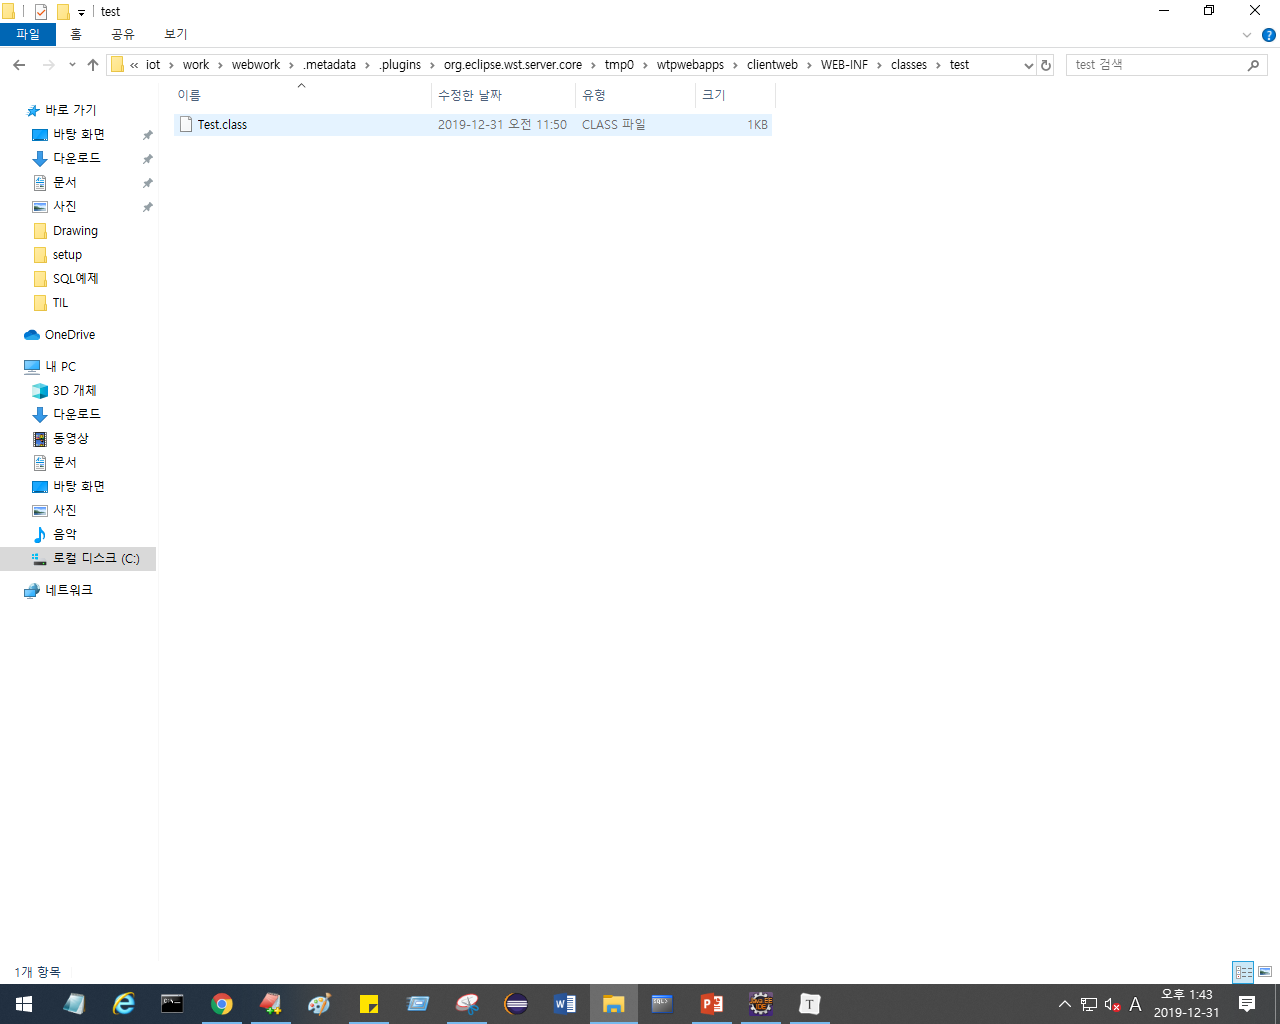 test
파일 홈 공유 보기
« iot > work > webwork > .metadata > .plugins > org.eclipse.wst.server.core > tmp0 > wtpwebapps > clientweb > WEB-INF > classes > test
test 검색
이름 수정한 날짜 유형 크기
Test.class 2019-12-31 오전 11:50 CLASS 파일 1KB
바로 가기
바탕 화면
다운로드
문서
사진
Drawing
setup
SQL예제
TIL
OneDrive
내 PC
3D 개체
다운로드
동영상
문서
바탕 화면
사진
음악
로컬 디스크 (C:)
네트워크
1개 항목
A 오후 1:43
2019-12-31